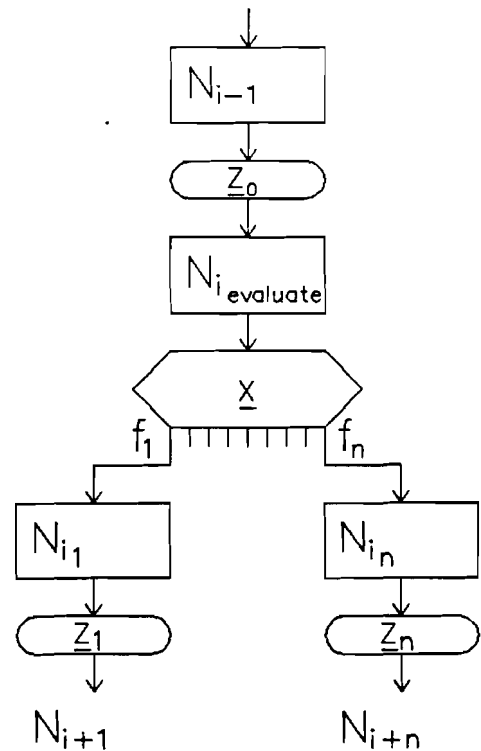 N_{i-1}
Z_0
N_{i evaluate}
x
f_1 f_n
N_{i_1} N_{i_n}
Z_1 Z_n
N_{i+1} N_{i+n}